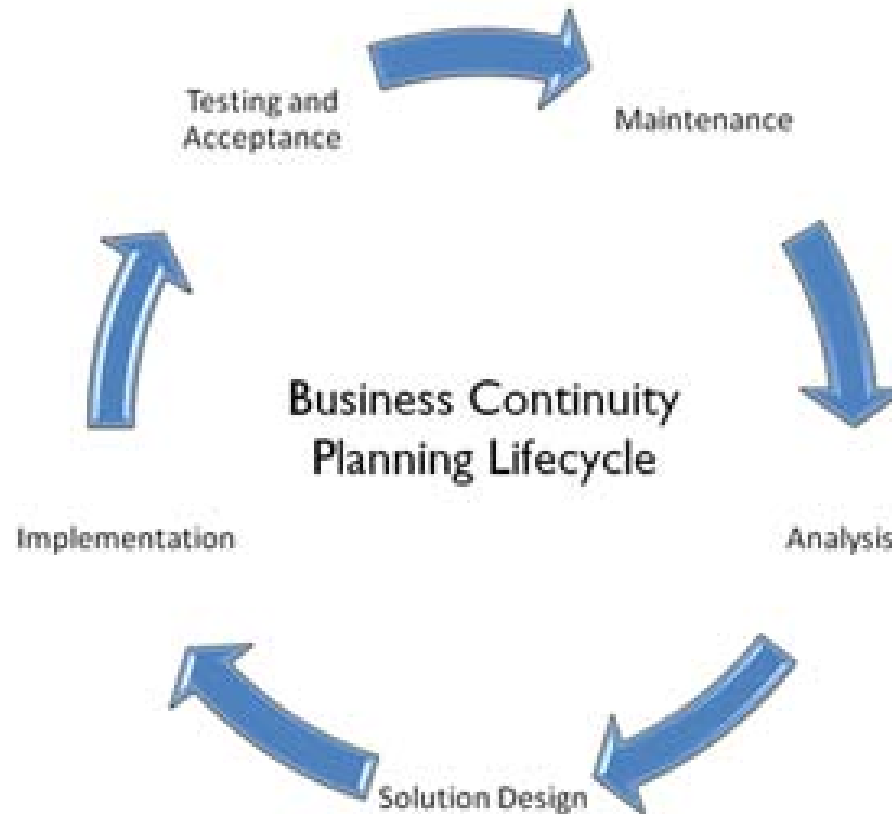 Testing and
Acceptance
Maintenance
Business Continuity
Planning Lifecycle
Implementation
Analysis
Solution Design